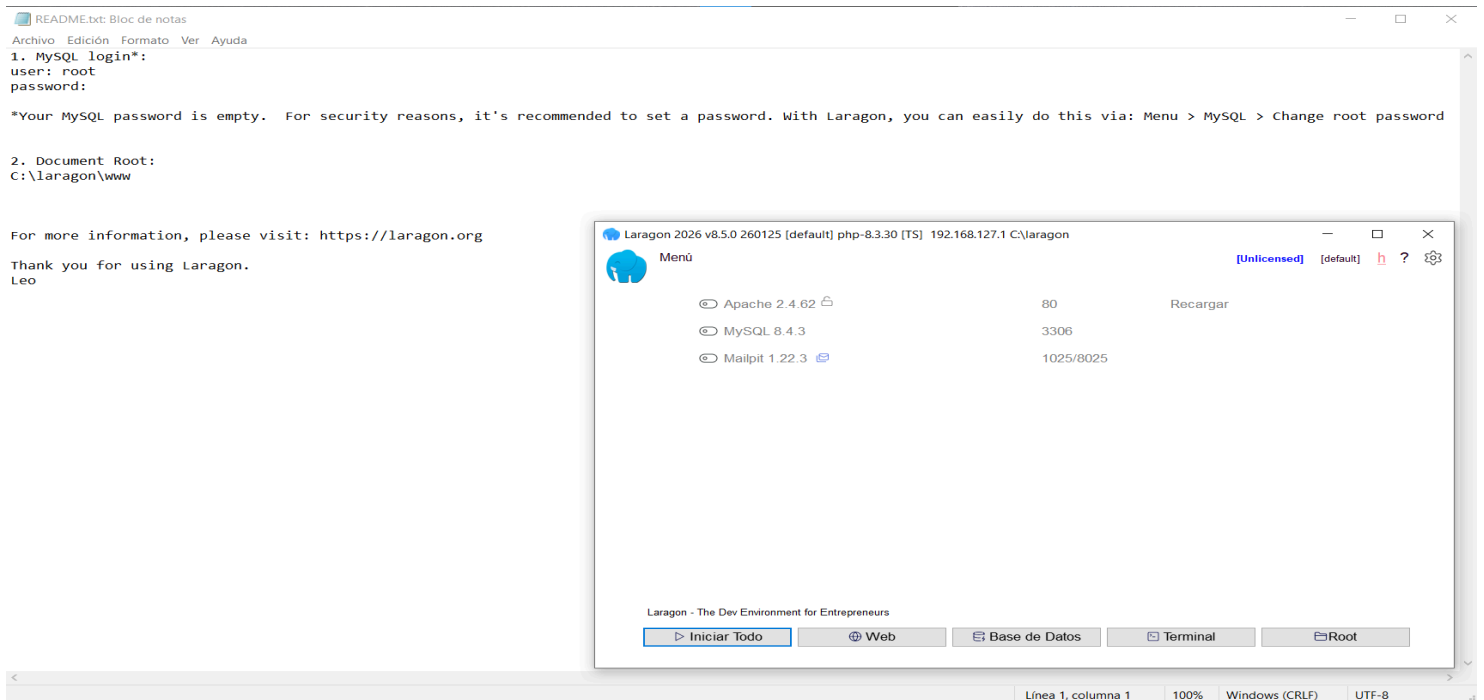 README.txt: Bloc de notas
Archivo Edición Formato Ver Ayuda
1. MySQL login*:
user: root
password:
*Your MySQL password is empty.  For security reasons, it's recommended to set a password. With Laragon, you can easily do this via: Menu > MySQL > Change root password
2. Document Root:
C:\laragon\www
For more information, please visit: https://laragon.org
Thank you for using Laragon.
Leo
Laragon 2026 v8.5.0 260125 [default] php-8.3.30 [TS] 192.168.127.1 C:\laragon
Menú [Unlicensed] [default] h ?
Apache 2.4.62 80 Recargar
MySQL 8.4.3 3306
Mailpit 1.22.3 1025/8025
Laragon - The Dev Environment for Entrepreneurs
Iniciar Todo Web Base de Datos Terminal Root
Línea 1, columna 1 100% Windows (CRLF) UTF-8